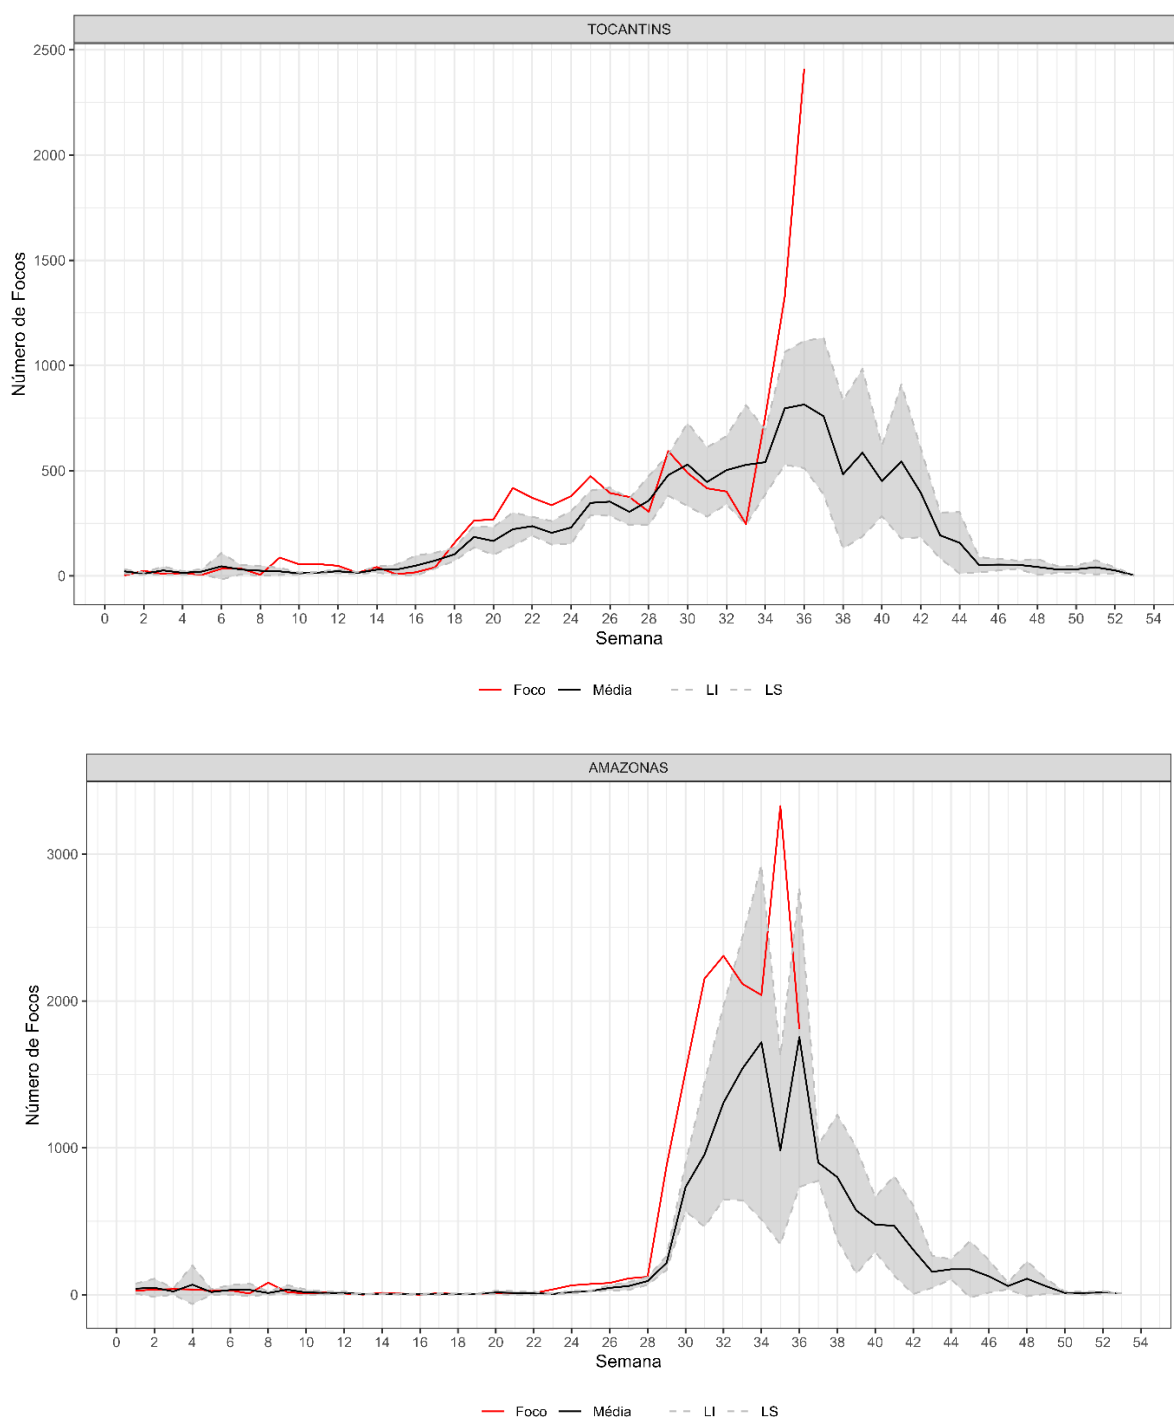 TOCANTINS
2500
2000
1500
1000
500
0
Número de Focos
0 2 4 6 8 10 12 14 16 18 20 22 24 26 28 30 32 34 36 38 40 42 44 46 48 50 52 54
Semana
Foco Média LI LS
AMAZONAS
3000
2000
1000
0
Número de Focos
0 2 4 6 8 10 12 14 16 18 20 22 24 26 28 30 32 34 36 38 40 42 44 46 48 50 52 54
Semana
Foco Média LI LS